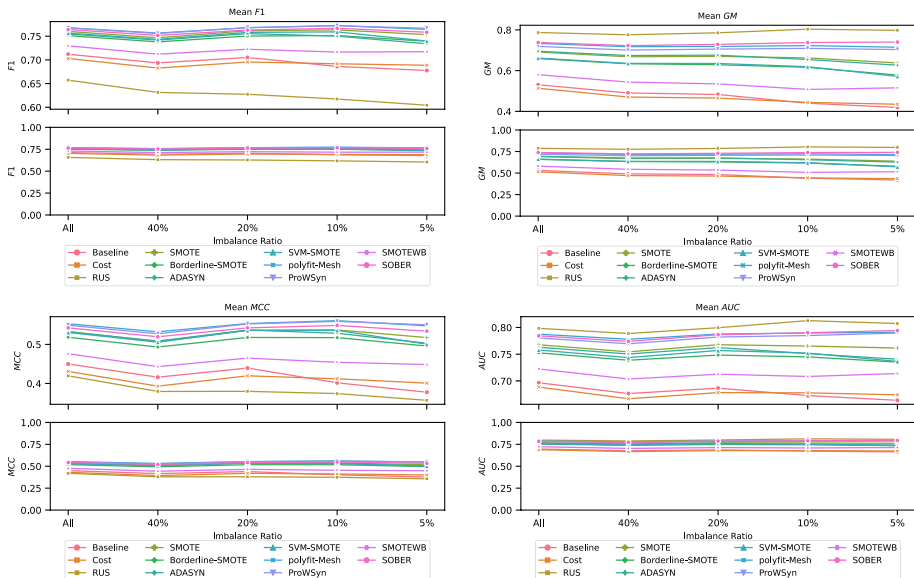 Mean F1
0.75
0.70
0.65
0.60
F1
1.00
0.75
0.50
0.25
0.00
F1
All 40% 20% 10% 5%
Imbalance Ratio
Baseline SMOTE SVM-SMOTE SMOTEWB
Cost Borderline-SMOTE polyfit-Mesh SOBER
RUS ADASYN ProWSyn
Mean GM
0.8
0.6
0.4
GM
1.00
0.75
0.50
0.25
0.00
GM
All 40% 20% 10% 5%
Imbalance Ratio
Baseline SMOTE SVM-SMOTE SMOTEWB
Cost Borderline-SMOTE polyfit-Mesh SOBER
RUS ADASYN ProWSyn
Mean MCC
0.5
0.4
MCC
1.00
0.75
0.50
0.25
0.00
MCC
All 40% 20% 10% 5%
Imbalance Ratio
Baseline SMOTE SVM-SMOTE SMOTEWB
Cost Borderline-SMOTE polyfit-Mesh SOBER
RUS ADASYN ProWSyn
Mean AUC
0.80
0.75
0.70
AUC
1.00
0.75
0.50
0.25
0.00
AUC
All 40% 20% 10% 5%
Imbalance Ratio
Baseline SMOTE SVM-SMOTE SMOTEWB
Cost Borderline-SMOTE polyfit-Mesh SOBER
RUS ADASYN ProWSyn